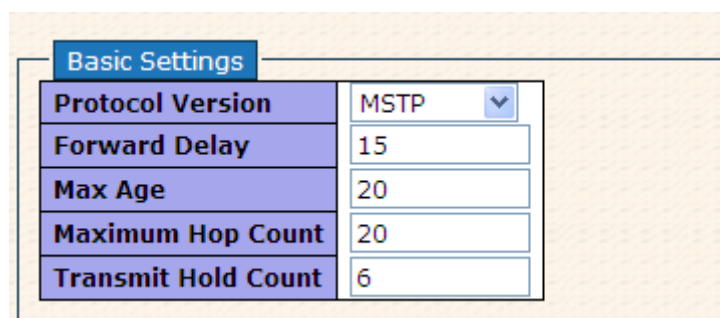 Basic Settings
Protocol Version MSTP
Forward Delay 15
Max Age 20
Maximum Hop Count 20
Transmit Hold Count 6